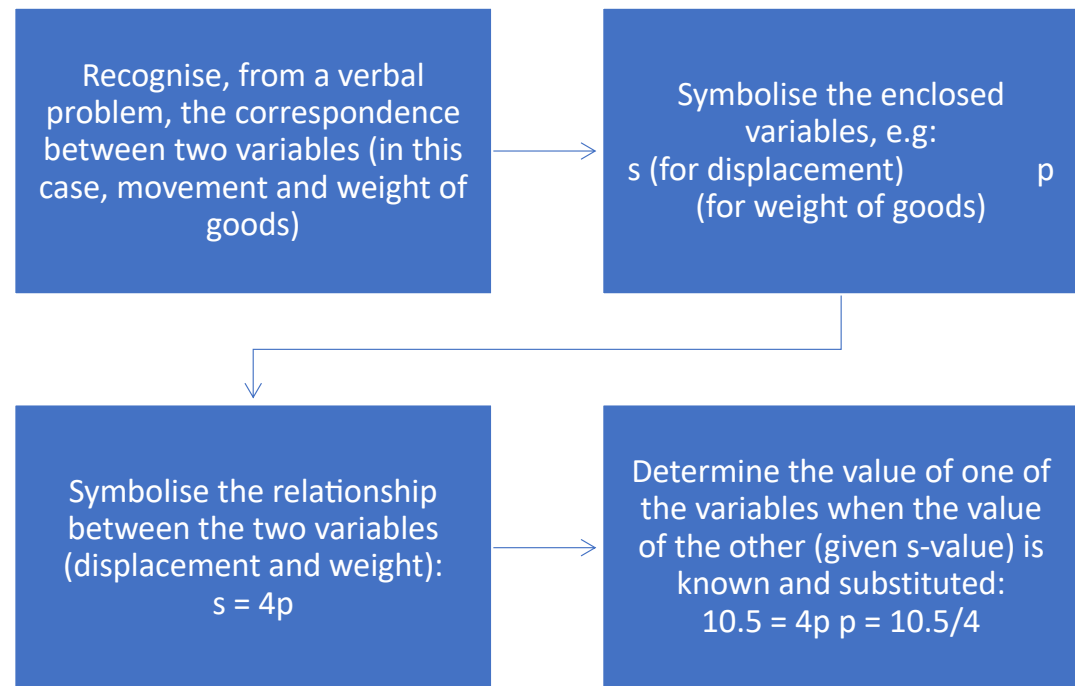 Recognise, from a verbal
problem, the correspondence
between two variables (in this
case, movement and weight of
goods)
Symbolise the enclosed
variables, e.g:
s (for displacement) p
(for weight of goods)
Symbolise the relationship
between the two variables
(displacement and weight):
s = 4p
Determine the value of one of
the variables when the value
of the other (given s-value) is
known and substituted:
10.5 = 4p p = 10.5/4